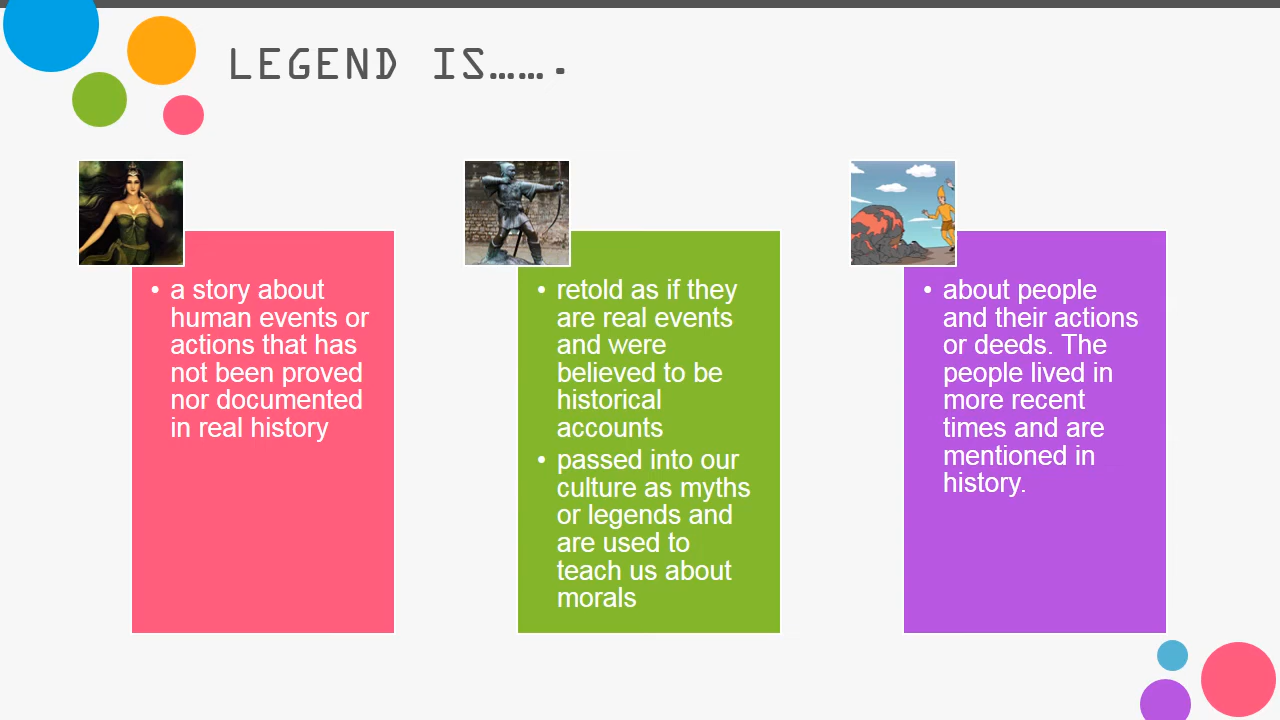 LEGEND IS…….
• a story about
human events or
actions that has
not been proved
nor documented
in real history
• retold as if they
are real events
and were
believed to be
historical
accounts
• passed into our
culture as myths
or legends and
are used to
teach us about
morals
• about people
and their actions
or deeds. The
people lived in
more recent
times and are
mentioned in
history.